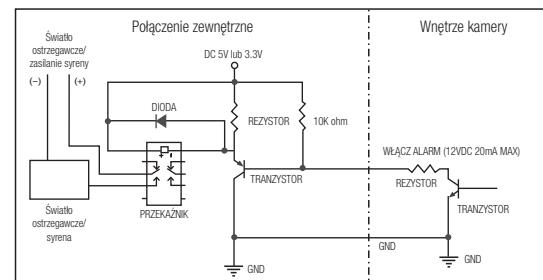 Połączenie zewnętrzne
Wnętrze kamery
Światło
ostrzegawcze/
zasilanie syreny
(–)
(+)
DC 5V lub 3.3V
DIODA
REZYSTOR
10K ohm
WŁĄCZ ALARM (12VDC 20mA MAX)
REZYSTOR
TRANZYSTOR
TRANZYSTOR
PRZEKAŹNIK
Światło
ostrzegawcze/
syrena
GND
GND
GND